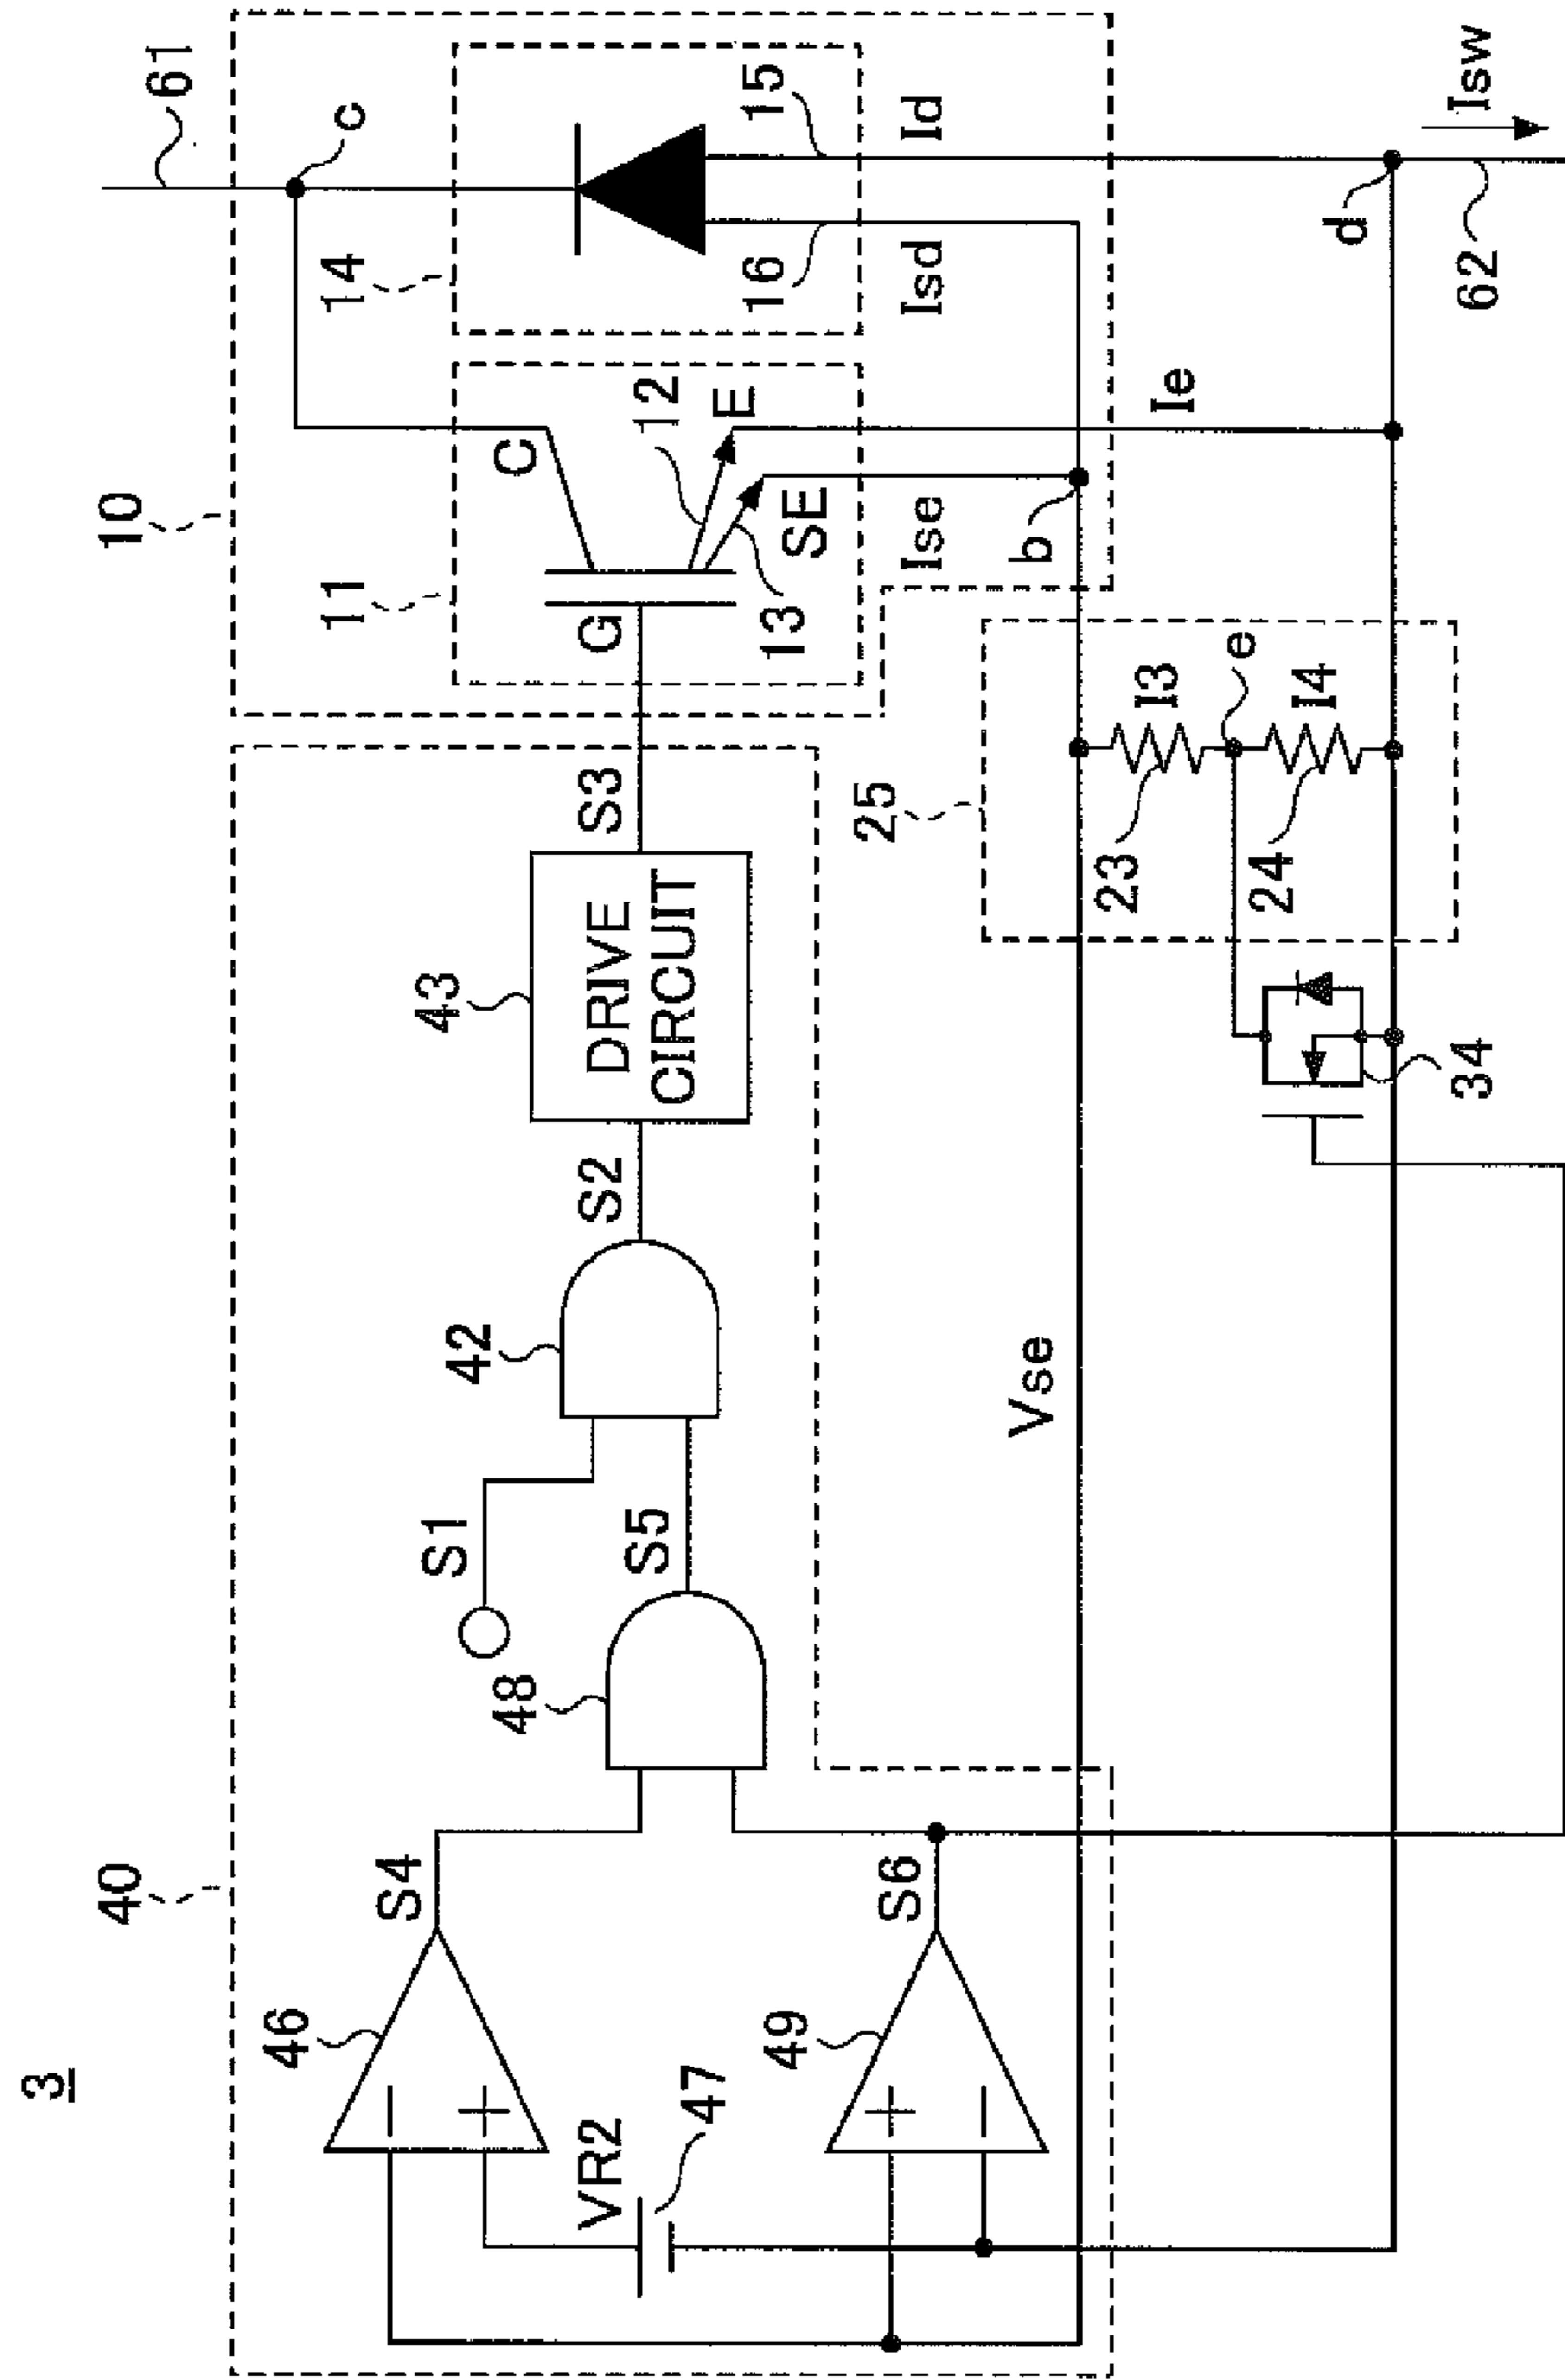 3
40
10
46
S4
VR2
47
49
S6
48
S5
S1
42
S2
43
DRIVE
CIRCUIT
S3
11
G
C
12
E
13
SE
14
61
c
15
16
Id
Isd
Ise
Ie
b
Vse
25
23
I3
e
24
I4
34
d
62
Isw